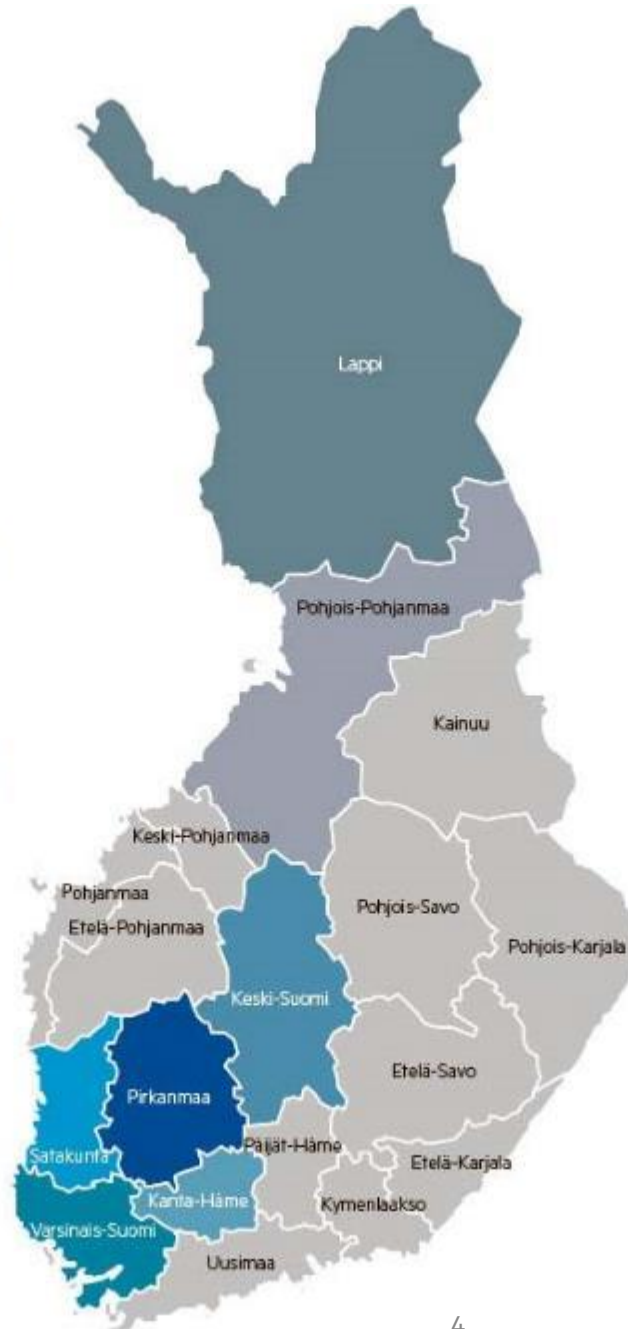 Lappi
Pohjois-Pohjanmaa
Kainuu
Keski-Pohjanmaa
Pohjanmaa
Etelä-Pohjanmaa
Pohjois-Savo
Pohjois-Karjala
Keski-Suomi
Etelä-Savo
Pirkanmaa
Satakunta
Päijät-Häme
Etelä-Karjala
Kanta-Häme
Kymenlaakso
Varsinais-Suomi
Uusimaa
4